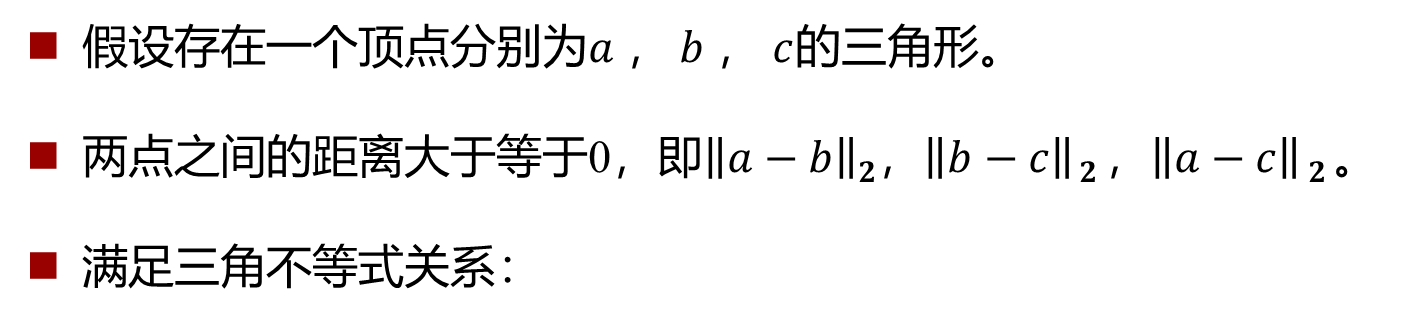 ■ 假设存在一个顶点分别为a，b，c的三角形。
■ 两点之间的距离大于等于0，即‖a − b‖₂，‖b − c‖₂，‖a − c‖₂。
■ 满足三角不等式关系：